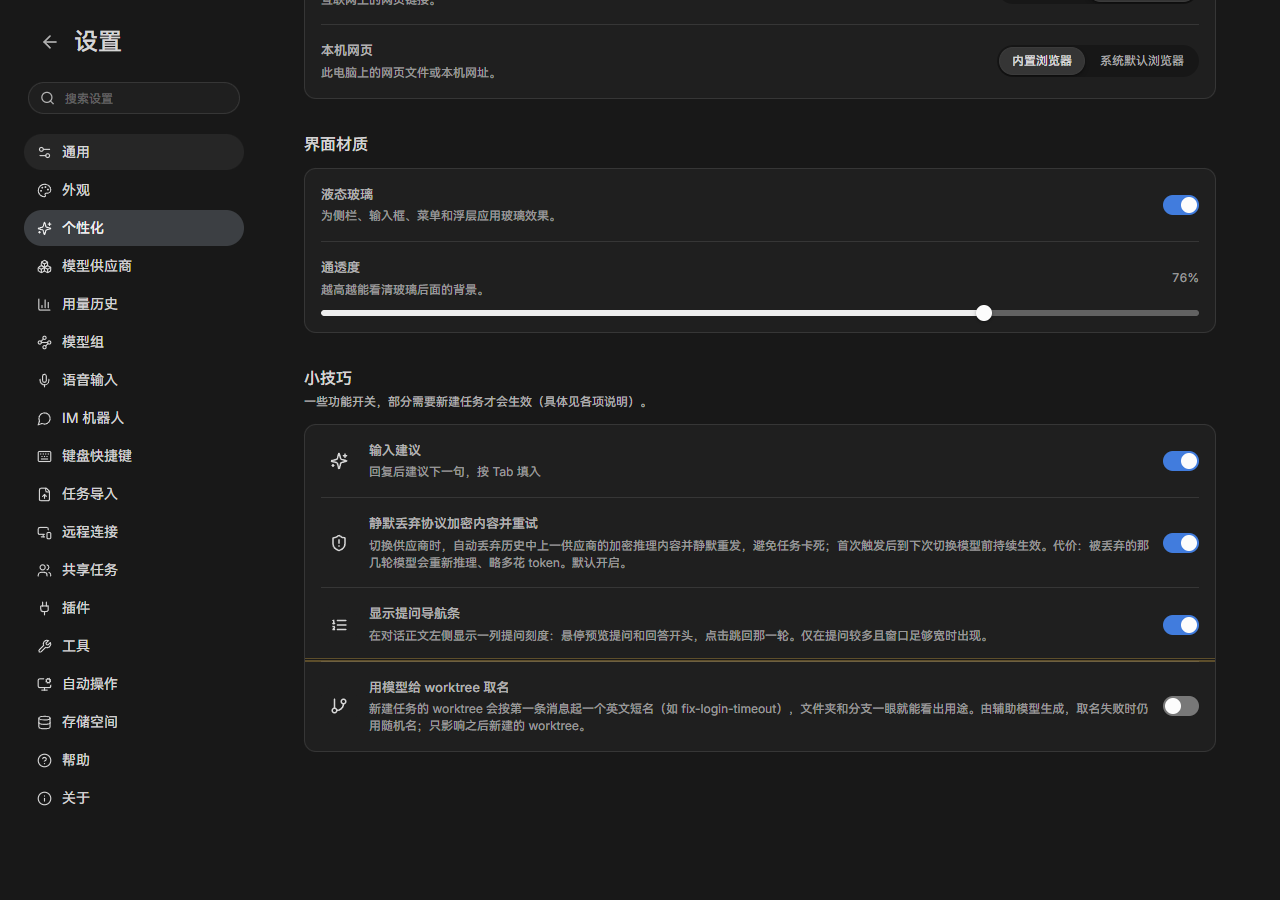 设置
搜索设置
通用
外观
个性化
模型供应商
用量历史
模型组
语音输入
IM 机器人
键盘快捷键
任务导入
远程连接
共享任务
插件
工具
自动操作
存储空间
帮助
关于
本机网页
此电脑上的网页文件或本机网址。
内置浏览器
系统默认浏览器
界面材质
液态玻璃
为侧栏、输入框、菜单和浮层应用玻璃效果。
通透度
越高越能看清玻璃后面的背景。
76%
小技巧
一些功能开关，部分需要新建任务才会生效（具体见各项说明）。
输入建议
回复后建议下一句，按 Tab 填入
静默丢弃协议加密内容并重试
切换供应商时，自动丢弃历史中上一供应商的加密推理内容并静默重发，避免任务卡死；首次触发后到下次切换模型前持续生效。代价：被丢弃的那
几轮模型会重新推理、略多花 token。默认开启。
显示提问导航条
在对话正文左侧显示一列提问刻度：悬停预览提问和回答开头，点击跳回那一轮。仅在提问较多且窗口足够宽时出现。
用模型给 worktree 取名
新建任务的 worktree 会按第一条消息起一个英文短名（如 fix-login-timeout），文件夹和分支一眼就能看出用途。由辅助模型生成，取名失败时仍
用随机名；只影响之后新建的 worktree。